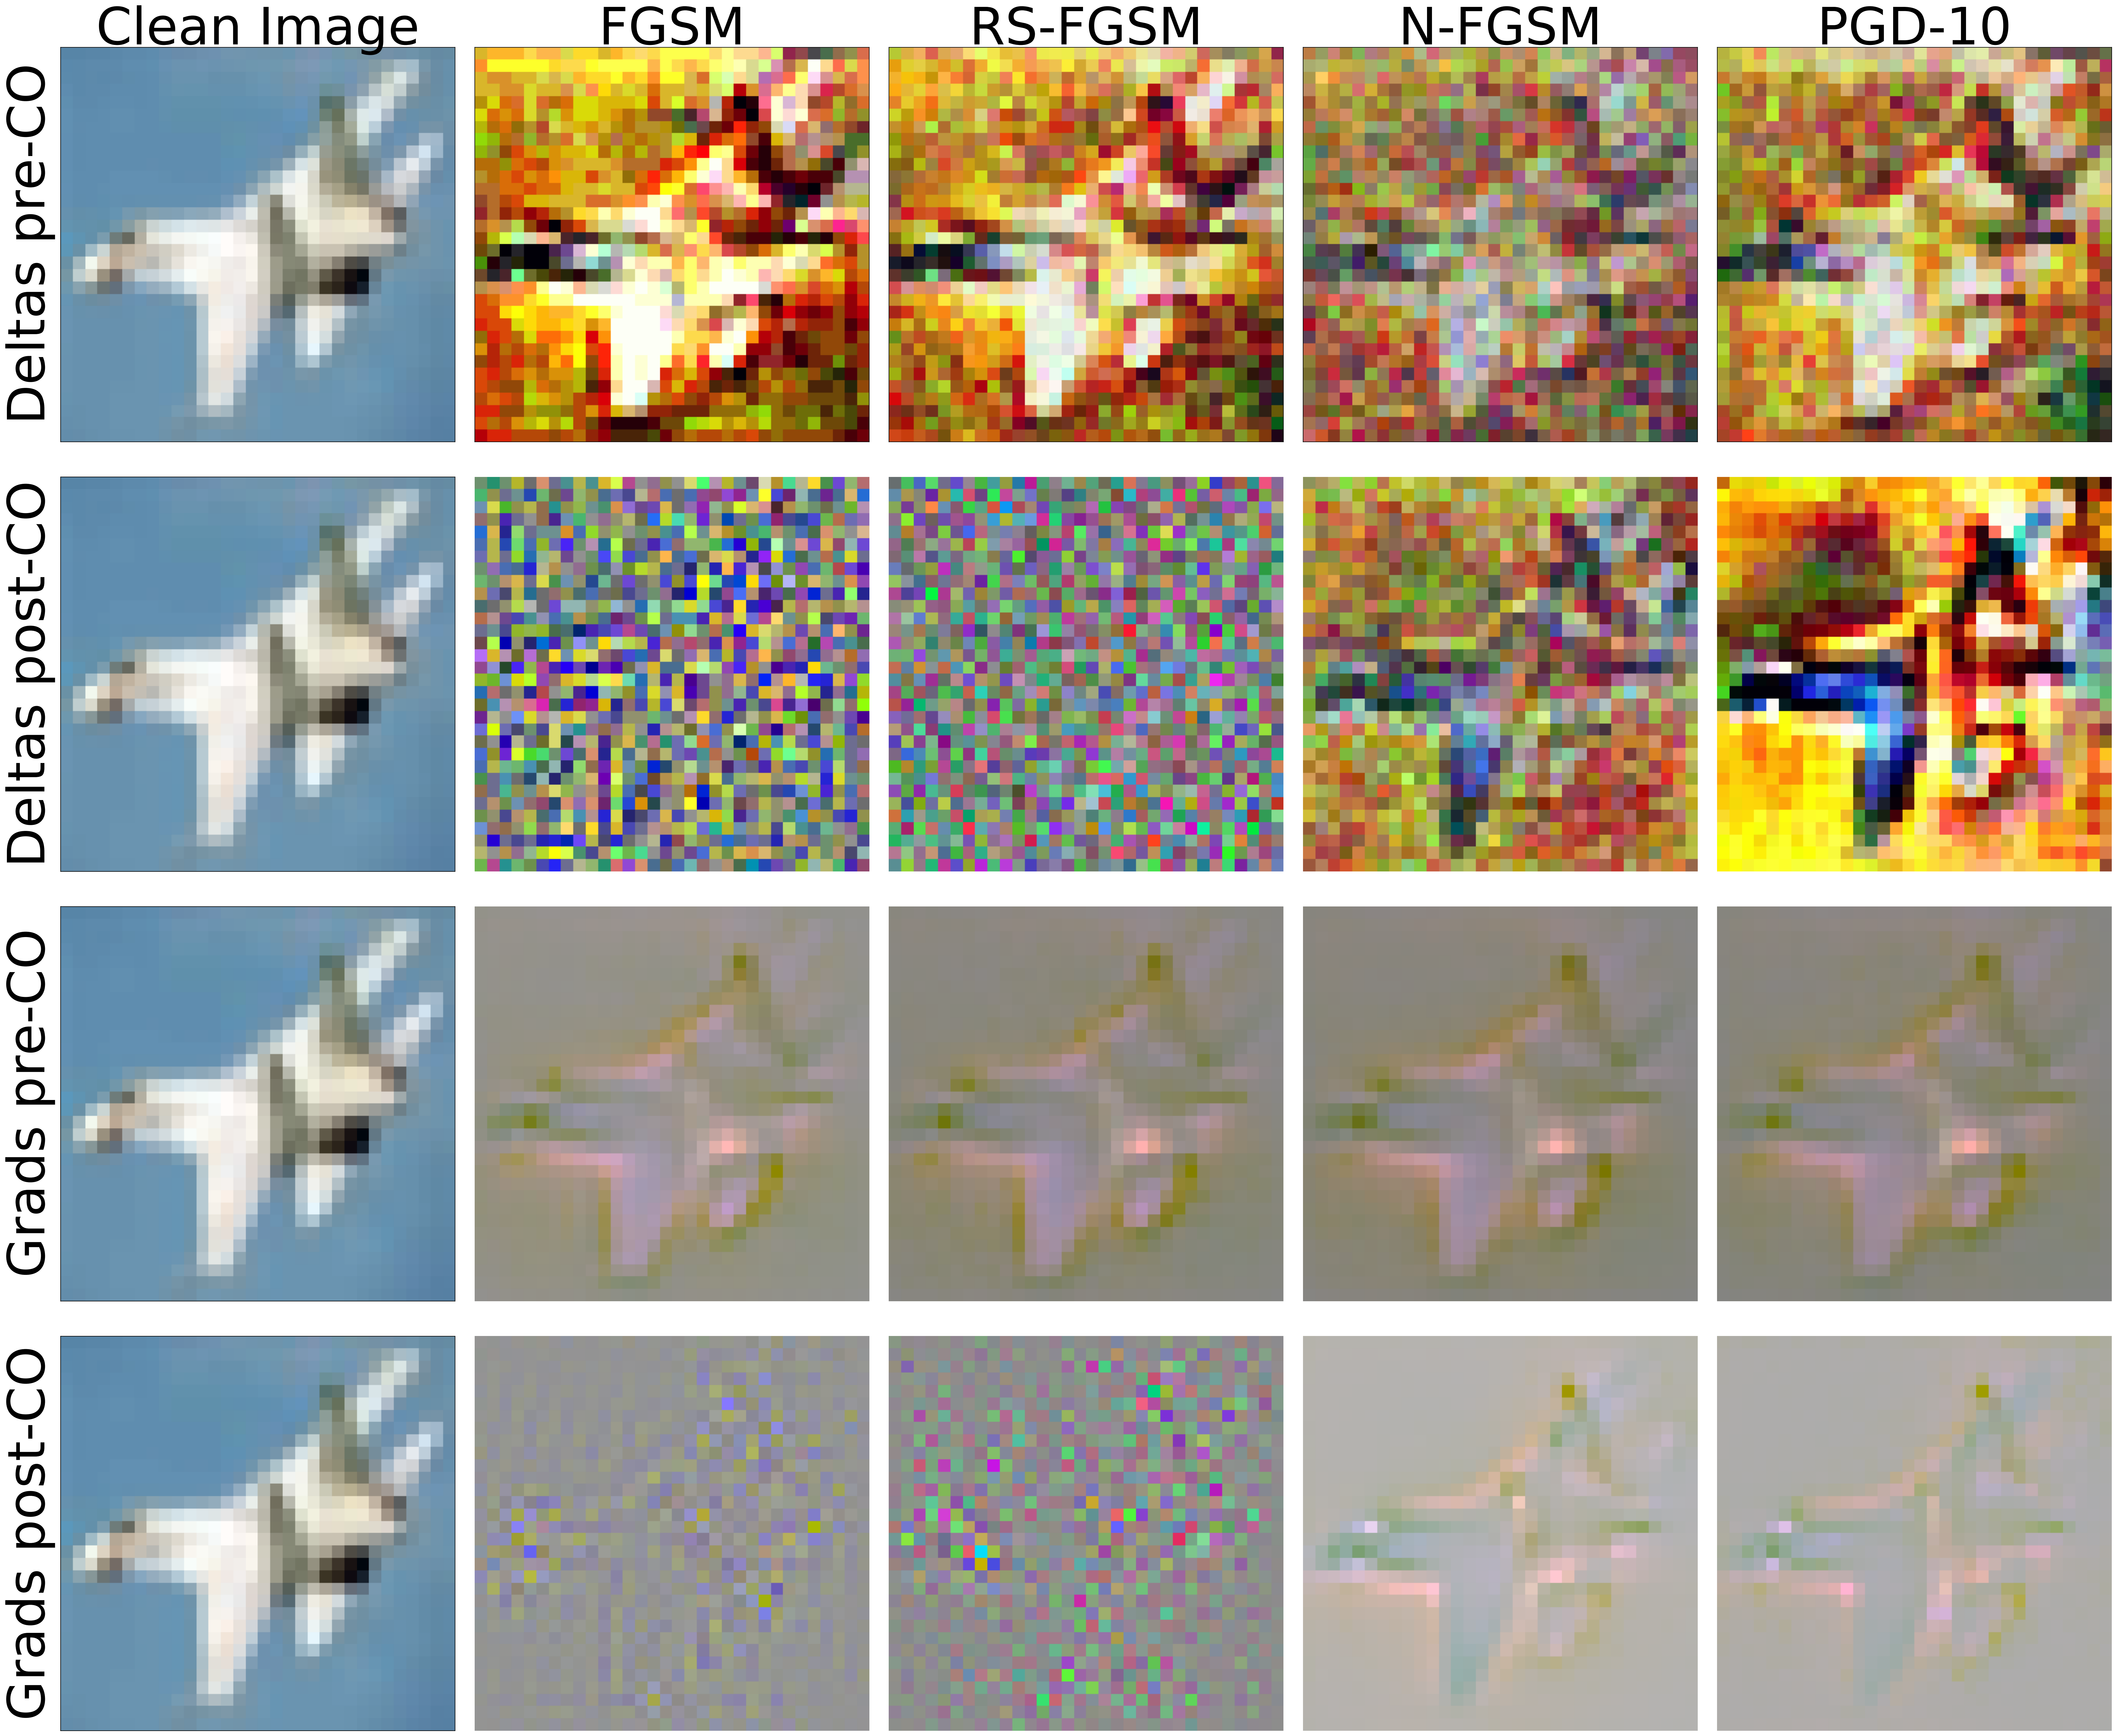 Clean Image
FGSM
RS-FGSM
N-FGSM
PGD-10
Deltas pre-CO
Deltas post-CO
Grads pre-CO
Grads post-CO